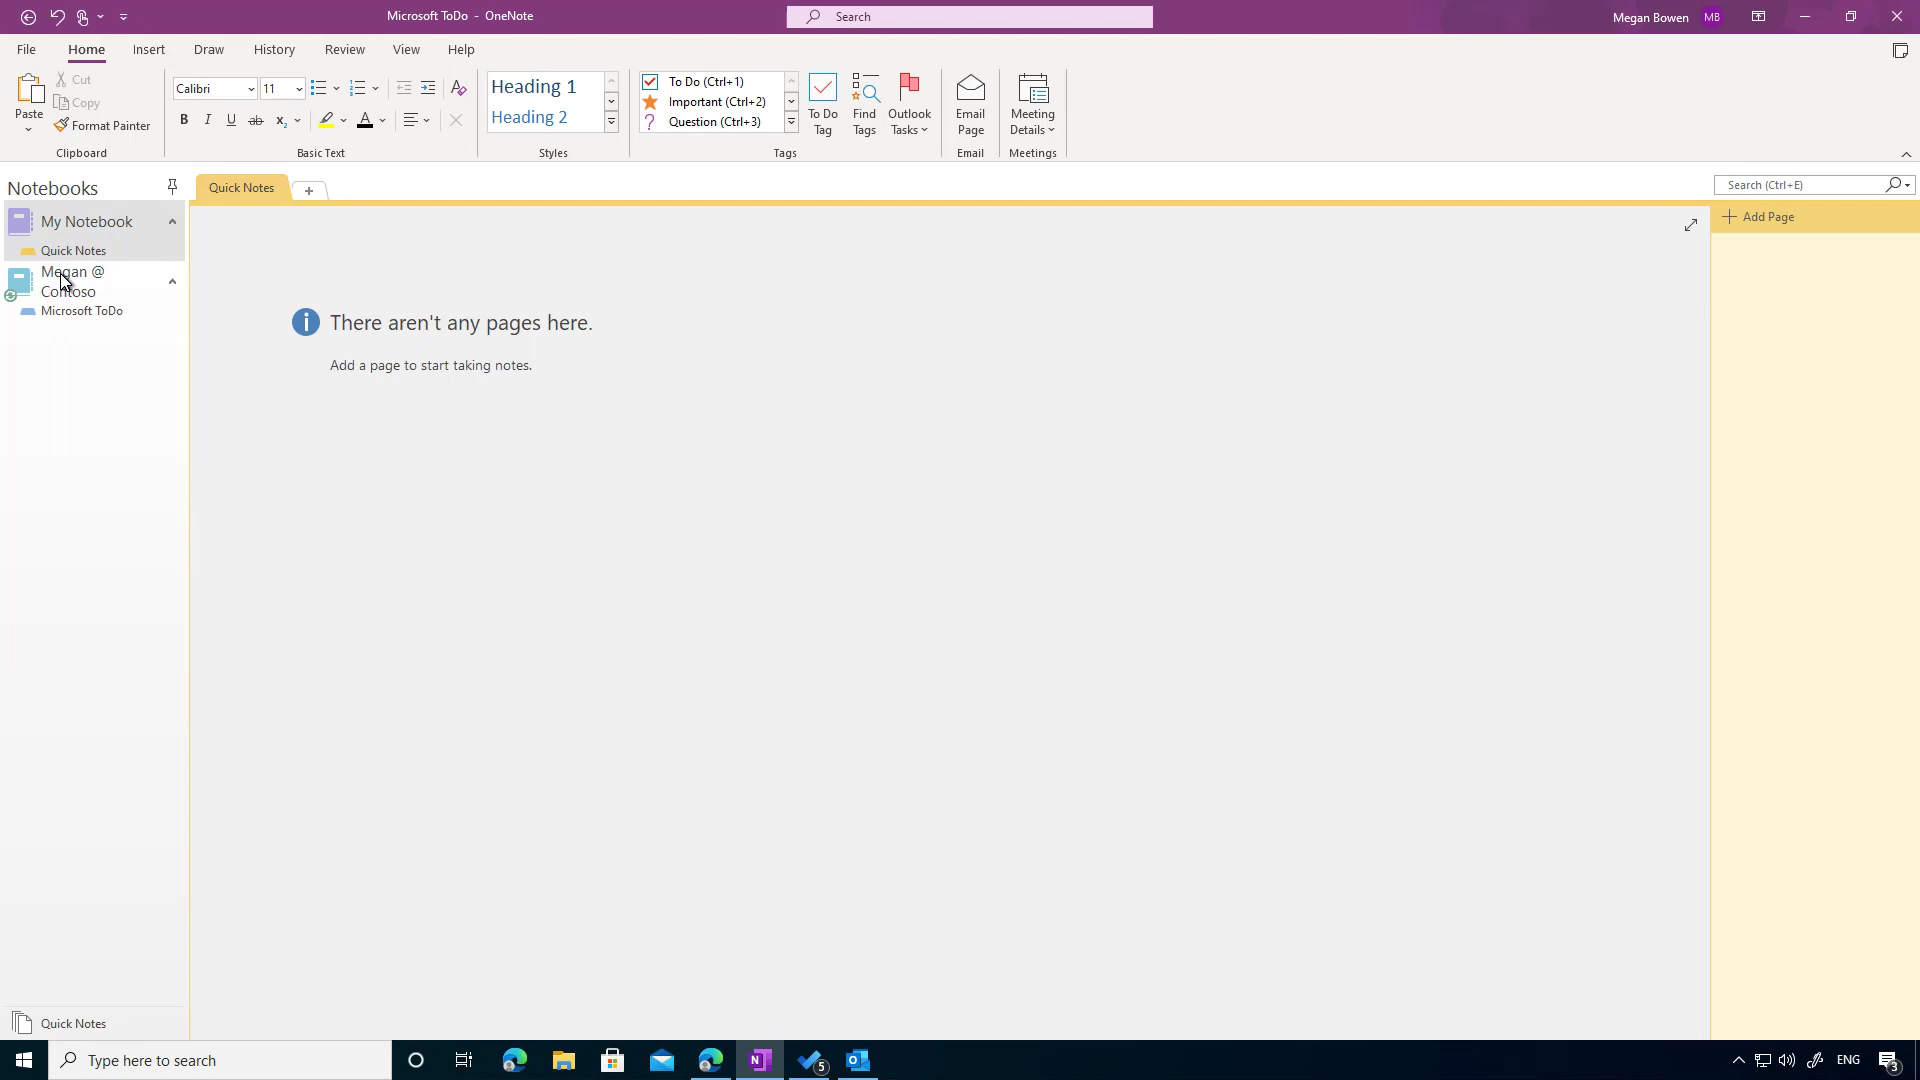 Microsoft ToDo - OneNote
Search
Megan Bowen
MB
File
Home
Insert
Draw
History
Review
View
Help
Paste
Cut
Copy
Format Painter
Clipboard
Calibri
11
Basic Text
Heading 1
Heading 2
Styles
To Do (Ctrl+1)
Important (Ctrl+2)
Question (Ctrl+3)
To Do
Tag
Find
Tags
Outlook
Tasks
Tags
Email
Page
Email
Meeting
Details
Meetings
Notebooks
My Notebook
Quick Notes
Megan @
Contoso
Microsoft ToDo
Quick Notes
Search (Ctrl+E)
Add Page
There aren't any pages here.
Add a page to start taking notes.
Quick Notes
Type here to search
5
ENG
3